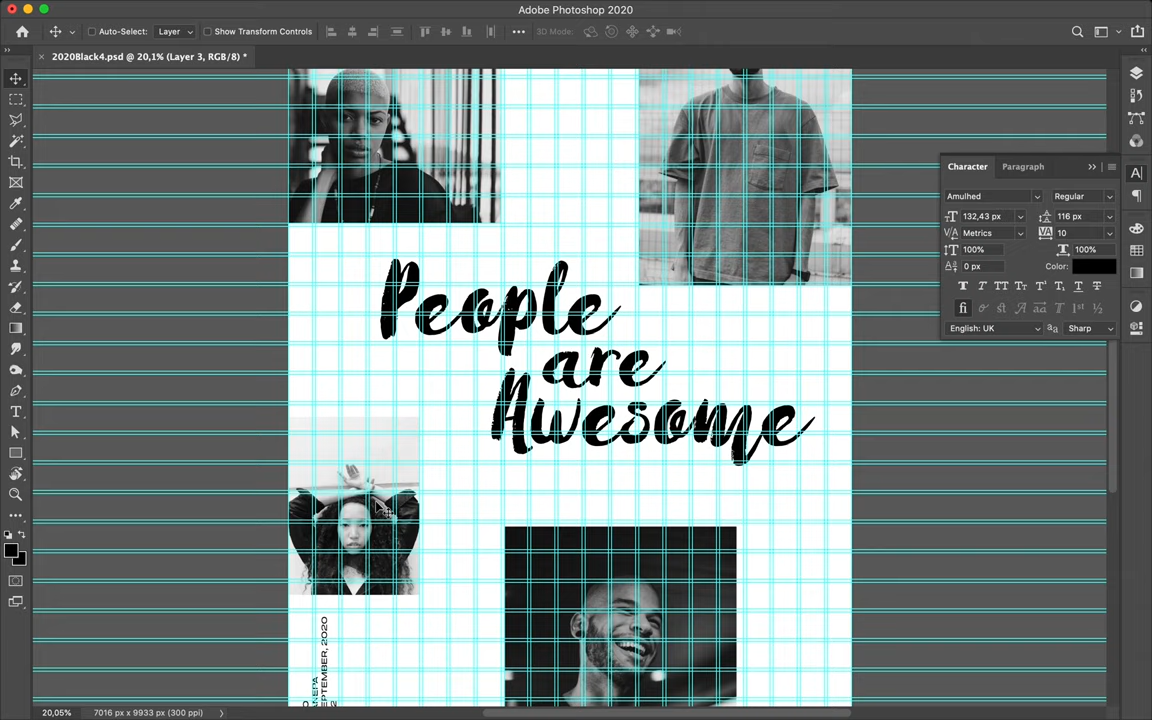 Adobe Photoshop 2020
Auto-Select: Layer Show Transform Controls 3D Mode:
2020Black4.psd @ 20,1% (Layer 3, RGB/8) *
Character Paragraph
Amulhed Regular
132,43 px 116 px
Metrics 10
100% 100%
0 px Color:
English: UK Sharp
People
are
Awesome
EPTEMBER, 2020
20,05% 7016 px x 9933 px (300 ppi)